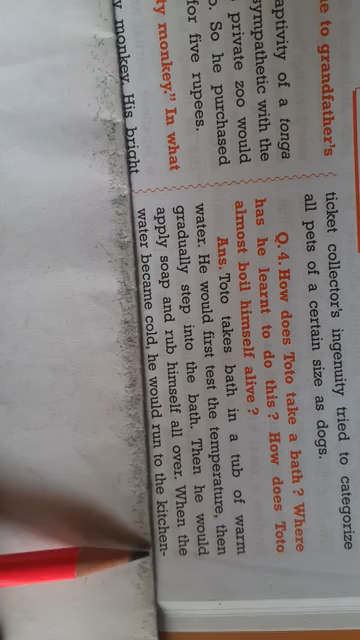 e to grandfather's
aptivity of a tonga
sympathetic with the
private zoo would
o. So he purchased
for five rupees.
ty monkey." In what
y monkey. His bright
ticket collector's ingenuity tried to categorize
all pets of a certain size as dogs.
Q. 4. How does Toto take a bath ? Where
has he learnt to do this ? How does Toto
almost boil himself alive ?
Ans. Toto takes bath in a tub of warm
water. He would first test the temperature, then
gradually step into the bath. Then he would
apply soap and rub himself all over. When the
water became cold, he would run to the kitchen-